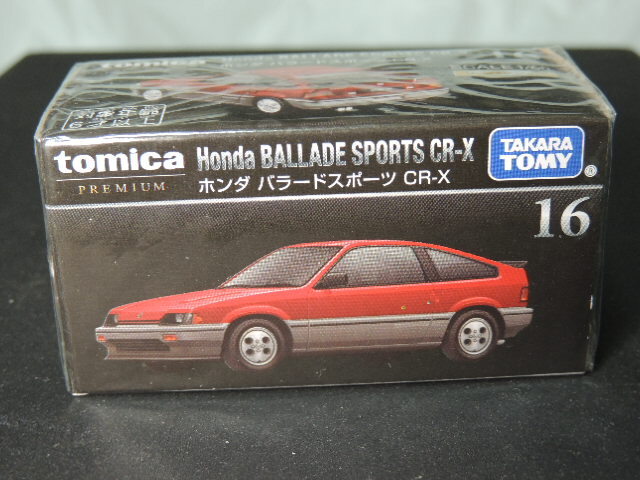 tomica
Honda BALLADE SPORTS CR-X
TAKARA
TOMY
PREMIUM
ホンダ バラードスポーツ CR-X
16